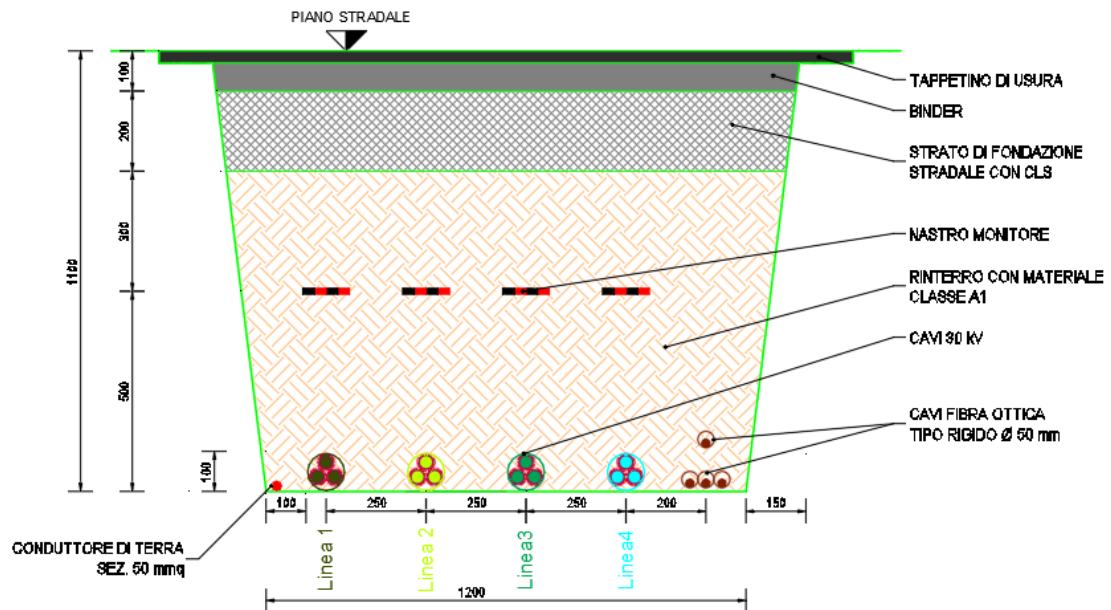 PIANO STRADALE
100
200
300
500
1100
100
TAPPETINO DI USURA
BINDER
STRATO DI FONDAZIONE
STRADALE CON CLS
NASTRO MONITORE
RINTERRO CON MATERIALE
CLASSE A1
CAVI 30 kV
CAVI FIBRA OTTICA
TIPO RIGIDO Ø 50 mm
100
250
250
250
200
150
CONDUTTORE DI TERRA
SEZ. 50 mmq
Linea 1
Linea 2
Linea3
Linea4
1200